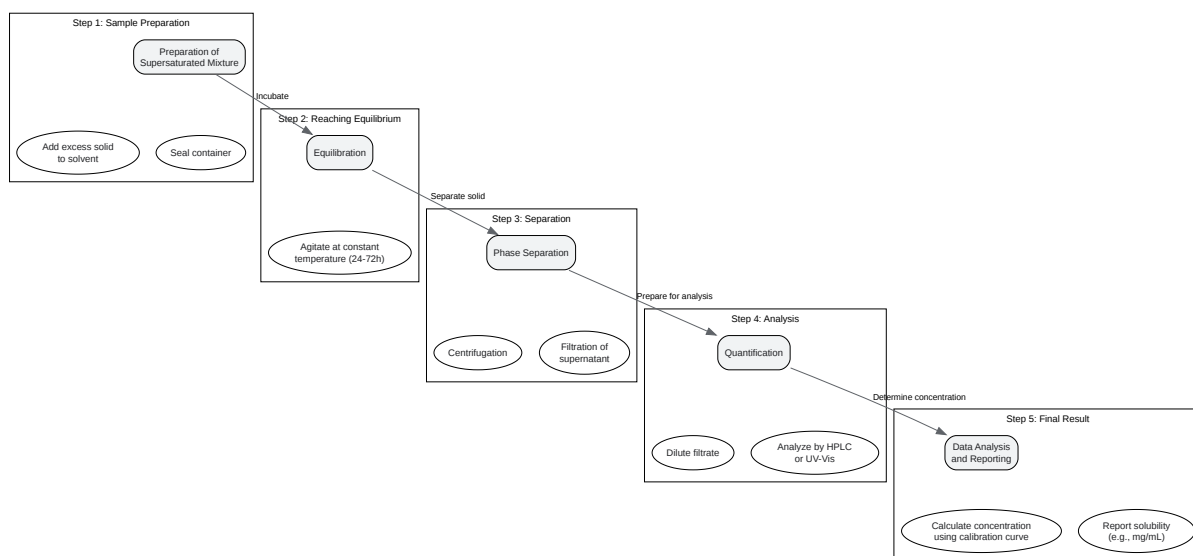 Step 1: Sample Preparation
Preparation of
Supersaturated Mixture
Incubate
Add excess solid
to solvent
Seal container
Step 2: Reaching Equilibrium
Equilibration
Separate solid
Agitate at constant
temperature (24-72h)
Step 3: Separation
Phase Separation
Prepare for analysis
Centrifugation
Filtration of
supernatant
Step 4: Analysis
Quantification
Determine concentration
Dilute filtrate
Analyze by HPLC
or UV-Vis
Step 5: Final Result
Data Analysis
and Reporting
Calculate concentration
using calibration curve
Report solubility
(e.g., mg/mL)